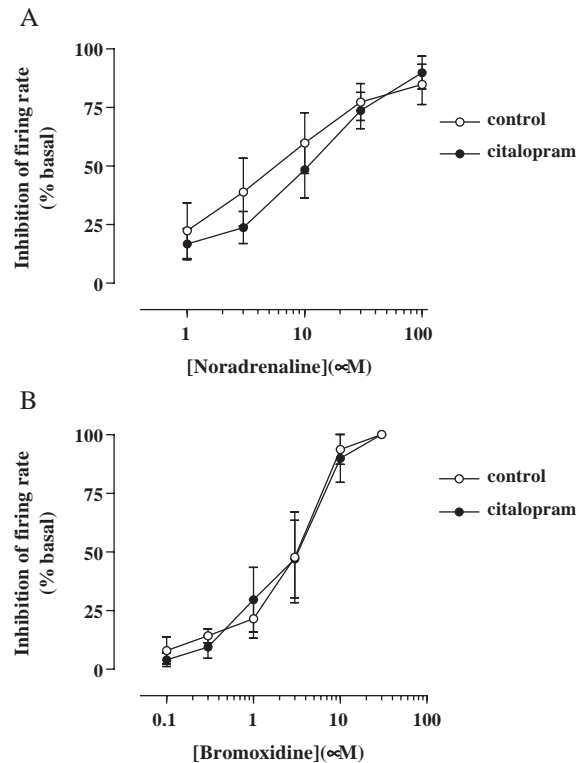 A
Inhibition of firing rate
(% basal)
100
75
50
25
0
1
10
100
[Noradrenaline](∝M)
control
citalopram
B
Inhibition of firing rate
(% basal)
100
75
50
25
0
0.1
1
10
100
[Bromoxidine](∝M)
control
citalopram